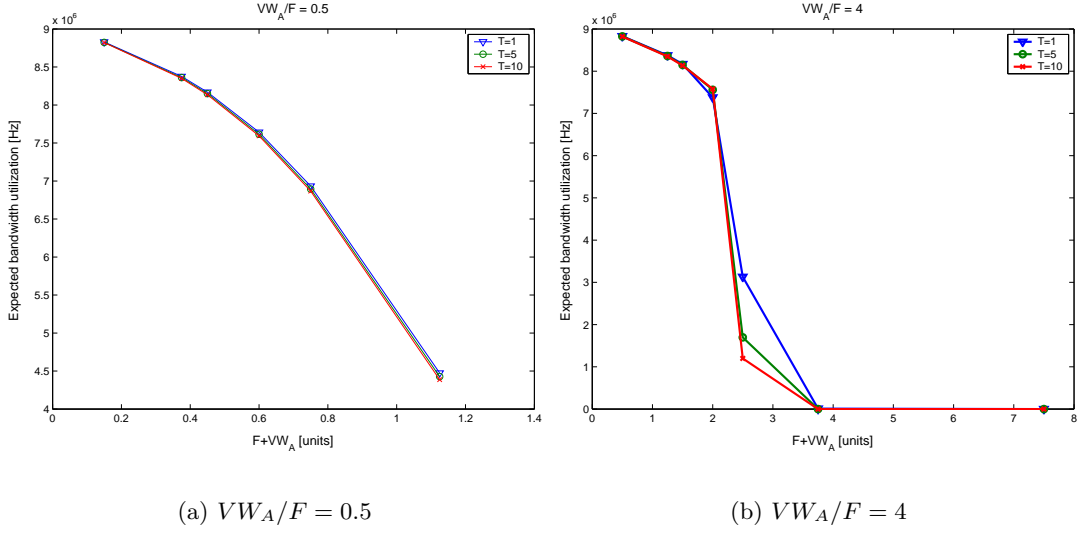 VW_A/F = 0.5
x 10^6
9
8.5
8
7.5
7
6.5
6
5.5
5
4.5
4
Expected bandwidth utilization [Hz]
T=1
T=5
T=10
0 0.2 0.4 0.6 0.8 1 1.2 1.4
F+VW_A [units]
(a) VW_A/F = 0.5
VW_A/F = 4
x 10^6
9
8
7
6
5
4
3
2
1
0
Expected bandwidth utilization [Hz]
T=1
T=5
T=10
0 1 2 3 4 5 6 7 8
F+VW_A [units]
(b) VW_A/F = 4